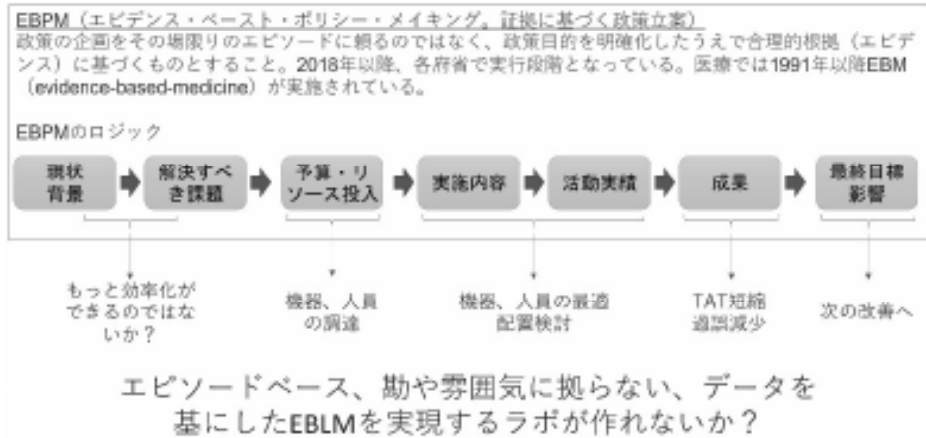 EBPM（エビデンス・ベースト・ポリシー・メイキング。証拠に基づく政策立案）
政策の企画をその場限りのエピソードに頼るのではなく、政策目的を明確化したうえで合理的根拠（エビデ
ンス）に基づくものとすること。2018年以降、各府省で実行段階となっている。医療では1991年以降EBM
（evidence-based-medicine）が実施されている。
EBPMのロジック
現状
背景
解決すべ
き課題
予算・リ
ソース投入
実施内容
活動実績
成果
最終目標
影響
もっと効率化が
できるのではな
いか？
機器、人員
の調達
機器、人員の最適
配置検討
TAT短縮
過誤減少
次の改善へ
エピソードベース、勘や雰囲気に拠らない、データを
基にしたEBLMを実現するラボが作れないか？